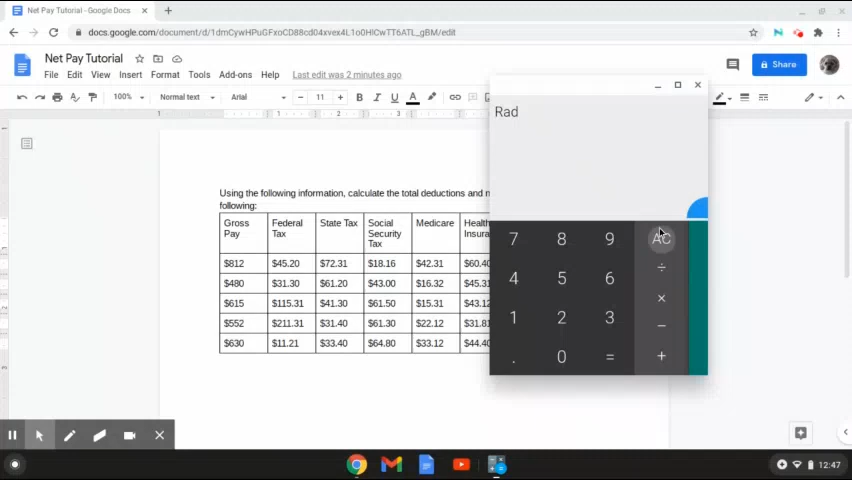 Net Pay Tutorial - Google Docs
docs.google.com/document/d/1dmCywHPuGFxoCD88cd04xvex4L1o0HlCwTT6ATL_gBM/edit
Net Pay Tutorial
File Edit View Insert Format Tools Add-ons Help Last edit was 2 minutes ago
Share
100% Normal text Arial 11 B I U A
1 1 2 3
Rad
Using the following information, calculate the total deductions and n
following:
Gross Pay Federal Tax State Tax Social Security Tax Medicare Health Insura
$812 $45.20 $72.31 $18.16 $42.31 $60.40
$480 $31.30 $61.20 $43.00 $16.32 $45.31
$615 $115.31 $41.30 $61.50 $15.31 $43.12
$552 $211.31 $31.40 $61.30 $22.12 $31.81
$630 $11.21 $33.40 $64.80 $33.12 $44.40
7 8 9 AC
4 5 6 ÷
×
1 2 3 −
. 0 = +
12:47